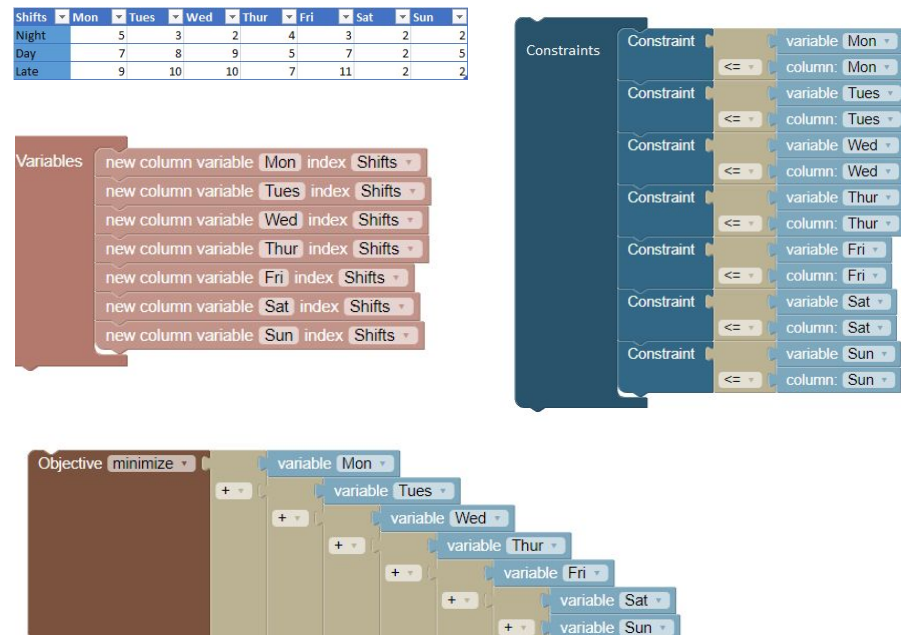 Shifts Mon Tues Wed Thur Fri Sat Sun
Night 5 3 2 4 3 2 2
Day 7 8 9 5 7 2 5
Late 9 10 10 7 11 2 2
Variables
new column variable Mon index Shifts
new column variable Tues index Shifts
new column variable Wed index Shifts
new column variable Thur index Shifts
new column variable Fri index Shifts
new column variable Sat index Shifts
new column variable Sun index Shifts
Constraints
Constraint variable Mon
<= column: Mon
Constraint variable Tues
<= column: Tues
Constraint variable Wed
<= column: Wed
Constraint variable Thur
<= column: Thur
Constraint variable Fri
<= column: Fri
Constraint variable Sat
<= column: Sat
Constraint variable Sun
<= column: Sun
Objective minimize variable Mon
+ variable Tues
+ variable Wed
+ variable Thur
+ variable Fri
+ variable Sat
+ variable Sun